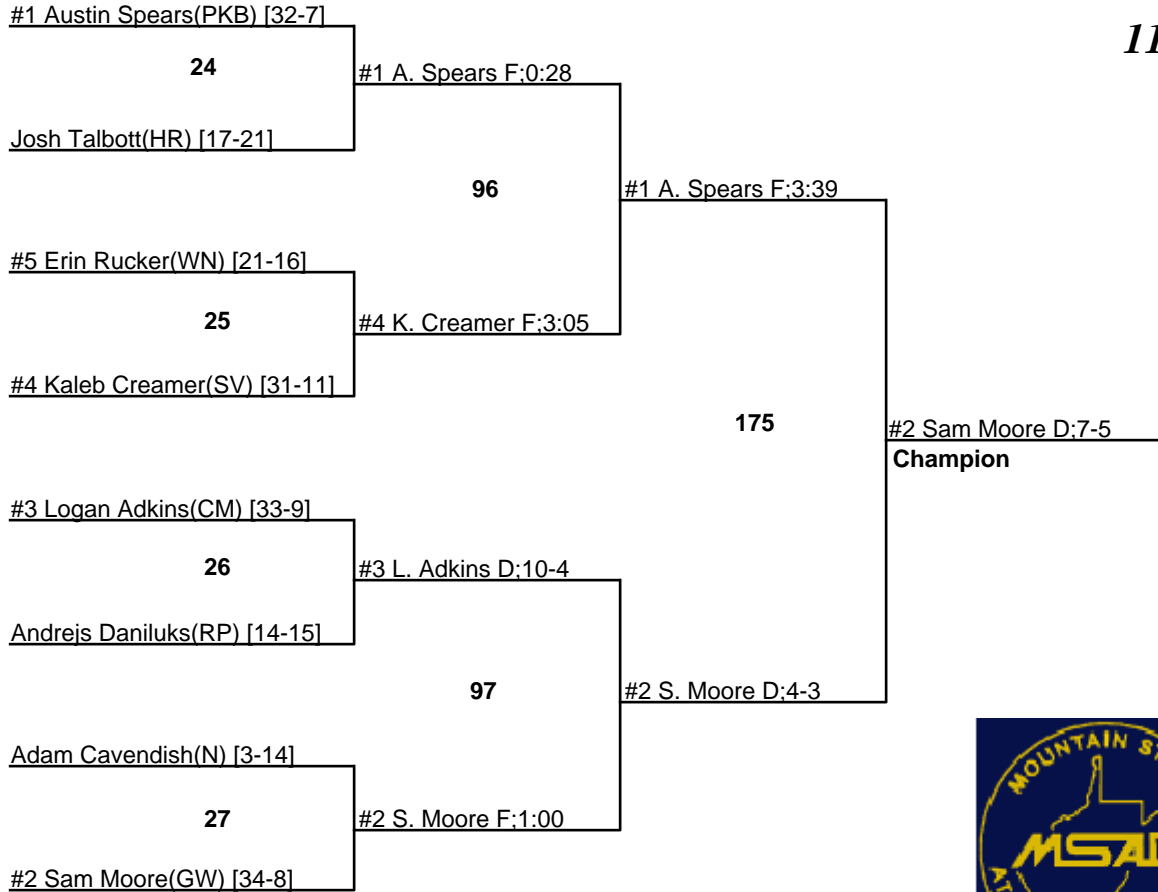 #1 Austin Spears(PKB) [32-7]
11
24
#1 A. Spears F;0:28
Josh Talbott(HR) [17-21]
96
#1 A. Spears F;3:39
#5 Erin Rucker(WN) [21-16]
25
#4 K. Creamer F;3:05
#4 Kaleb Creamer(SV) [31-11]
175
#2 Sam Moore D;7-5
Champion
#3 Logan Adkins(CM) [33-9]
26
#3 L. Adkins D;10-4
Andrejs Daniluks(RP) [14-15]
97
#2 S. Moore D;4-3
Adam Cavendish(N) [3-14]
27
#2 S. Moore F;1:00
#2 Sam Moore(GW) [34-8]
MOUNTAIN